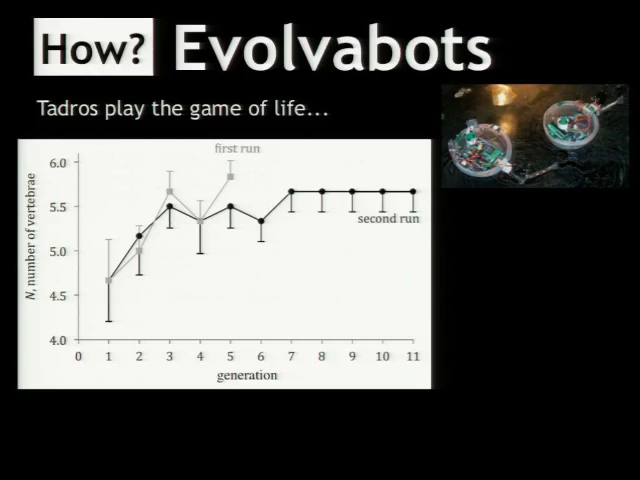 How? Evolvabots
Tadros play the game of life...
first run
6.0
5.5
5.0
4.5
4.0
N, number of vertebrae
second run
0 1 2 3 4 5 6 7 8 9 10 11
generation